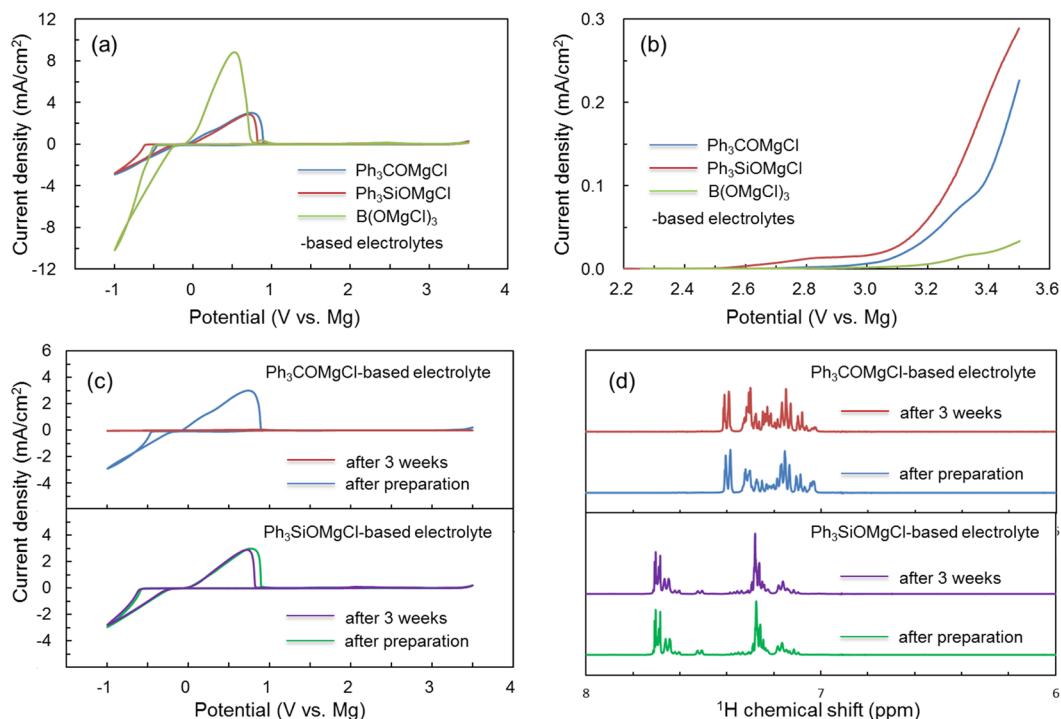 (a)
Current density (mA/cm2)
12
8
4
0
-4
-8
-12
Ph3COMgCl
Ph3SiOMgCl
B(OMgCl)3
-based electrolytes
-1 0 1 2 3 4
Potential (V vs. Mg)
(b)
Current density (mA/cm2)
0.3
0.2
0.1
0.0
Ph3COMgCl
Ph3SiOMgCl
B(OMgCl)3
-based electrolytes
2.2 2.4 2.6 2.8 3.0 3.2 3.4 3.6
Potential (V vs. Mg)
(c)
Current density (mA/cm2)
6
4
2
0
-2
-4
Ph3COMgCl-based electrolyte
after 3 weeks
after preparation
4
2
0
-2
-4
Ph3SiOMgCl-based electrolyte
after 3 weeks
after preparation
-1 0 1 2 3 4
Potential (V vs. Mg)
(d)
Ph3COMgCl-based electrolyte
after 3 weeks
after preparation
Ph3SiOMgCl-based electrolyte
after 3 weeks
after preparation
8 7 6
1H chemical shift (ppm)